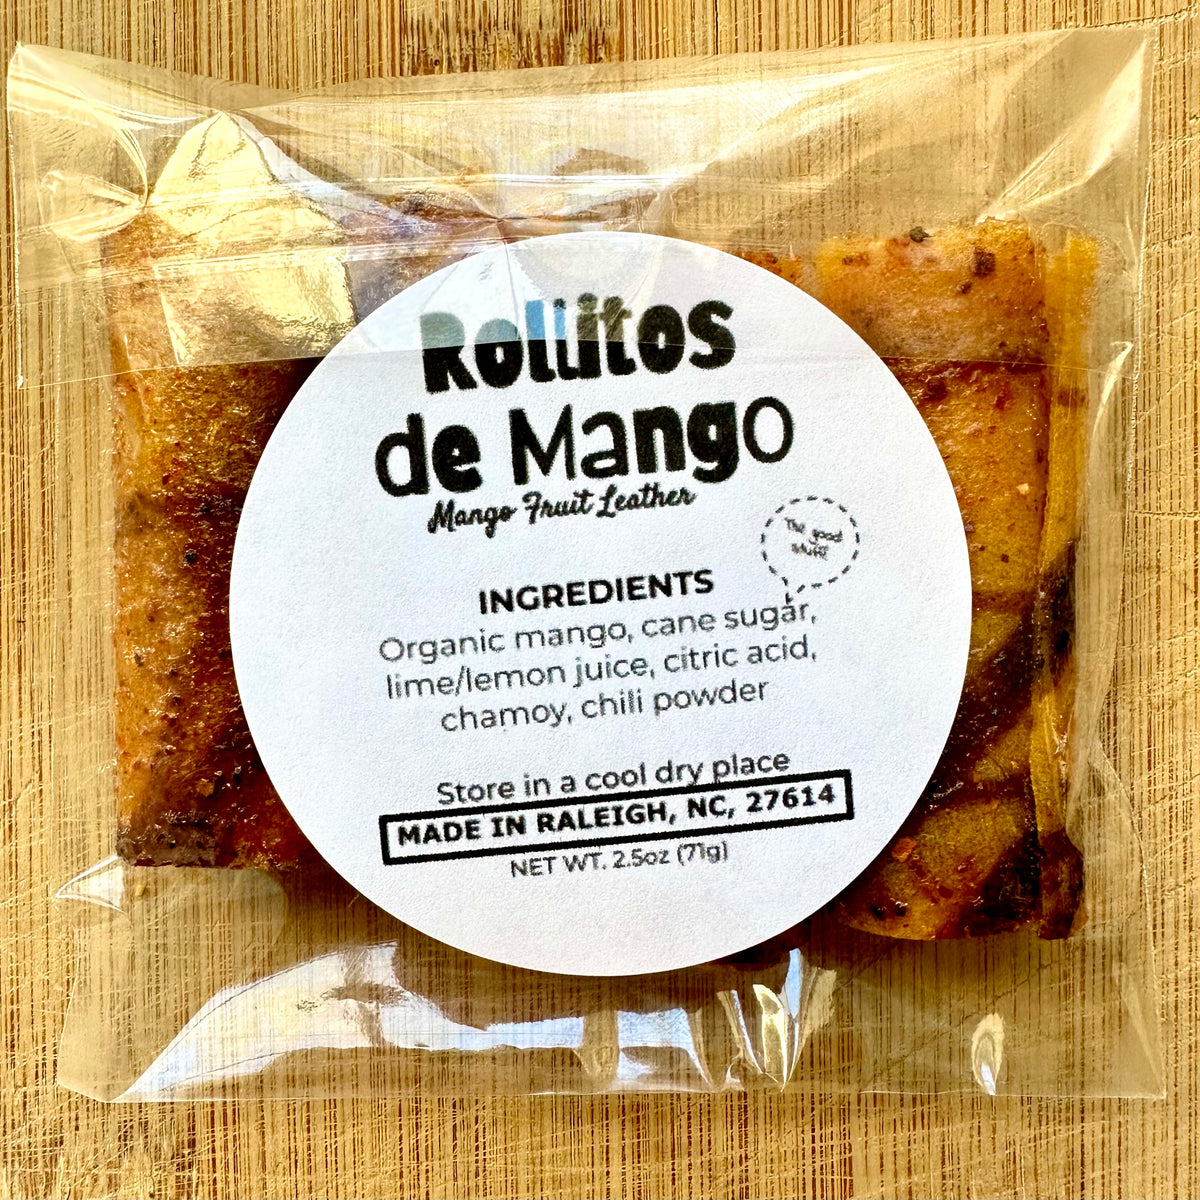 Rollitos
de Mango
Mango Fruit Leather
The good
stuff
INGREDIENTS
Organic mango, cane sugar,
lime/lemon juice, citric acid,
chamoy, chili powder
Store in a cool dry place
MADE IN RALEIGH, NC, 27614
NET WT. 2.5oz (71g)